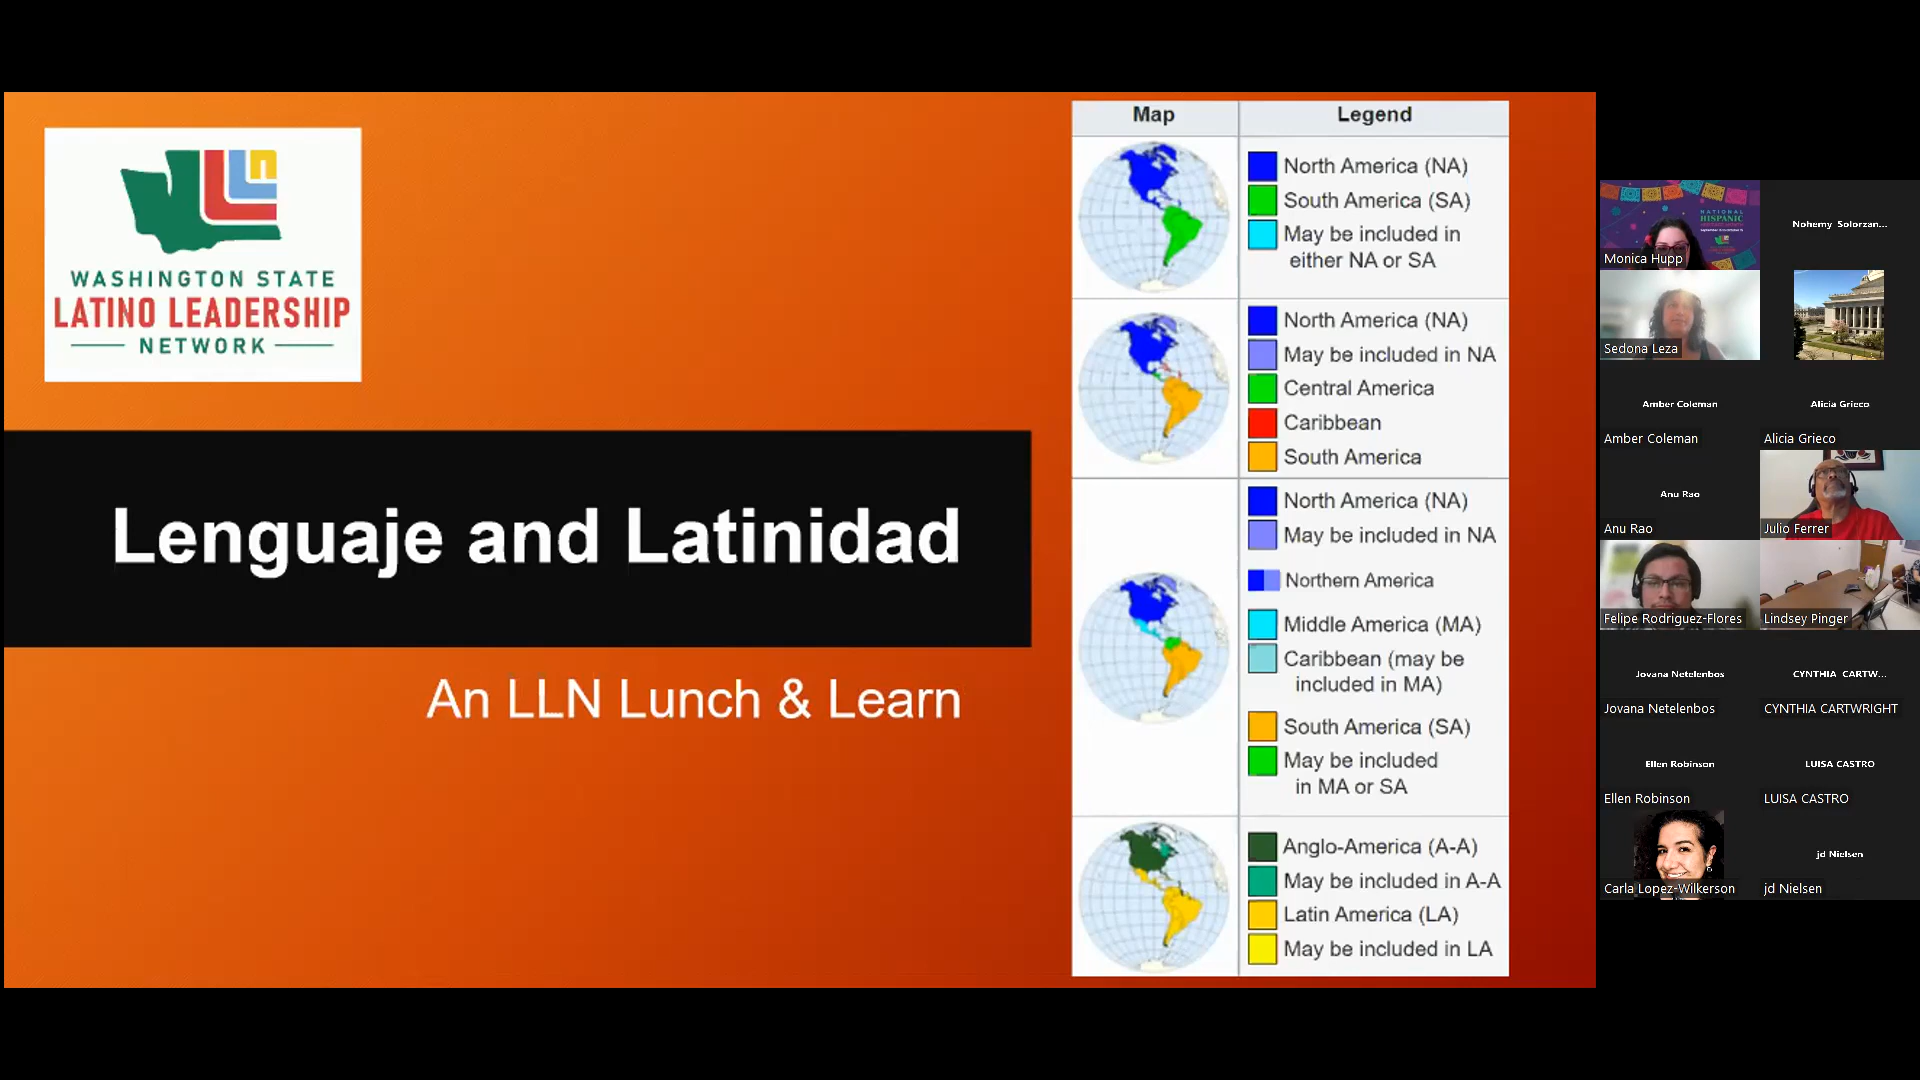 WASHINGTON STATE
LATINO LEADERSHIP
NETWORK
Lenguaje and Latinidad
An LLN Lunch & Learn
Map
Legend
North America (NA)
South America (SA)
May be included in
either NA or SA
North America (NA)
May be included in NA
Central America
Caribbean
South America
North America (NA)
May be included in NA
Northern America
Middle America (MA)
Caribbean (may be
included in MA)
South America (SA)
May be included
in MA or SA
Anglo-America (A-A)
May be included in A-A
Latin America (LA)
May be included in LA
NATIONAL
HISPANIC
Monica Hupp
Nohemy Solorzan...
Sedona Leza
Amber Coleman
Amber Coleman
Alicia Grieco
Alicia Grieco
Anu Rao
Anu Rao
Julio Ferrer
Felipe Rodriguez-Flores
Lindsey Pinger
Jovana Netelenbos
Jovana Netelenbos
CYNTHIA CARTW...
CYNTHIA CARTWRIGHT
Ellen Robinson
Ellen Robinson
LUISA CASTRO
LUISA CASTRO
Carla Lopez-Wilkerson
jd Nielsen
jd Nielsen